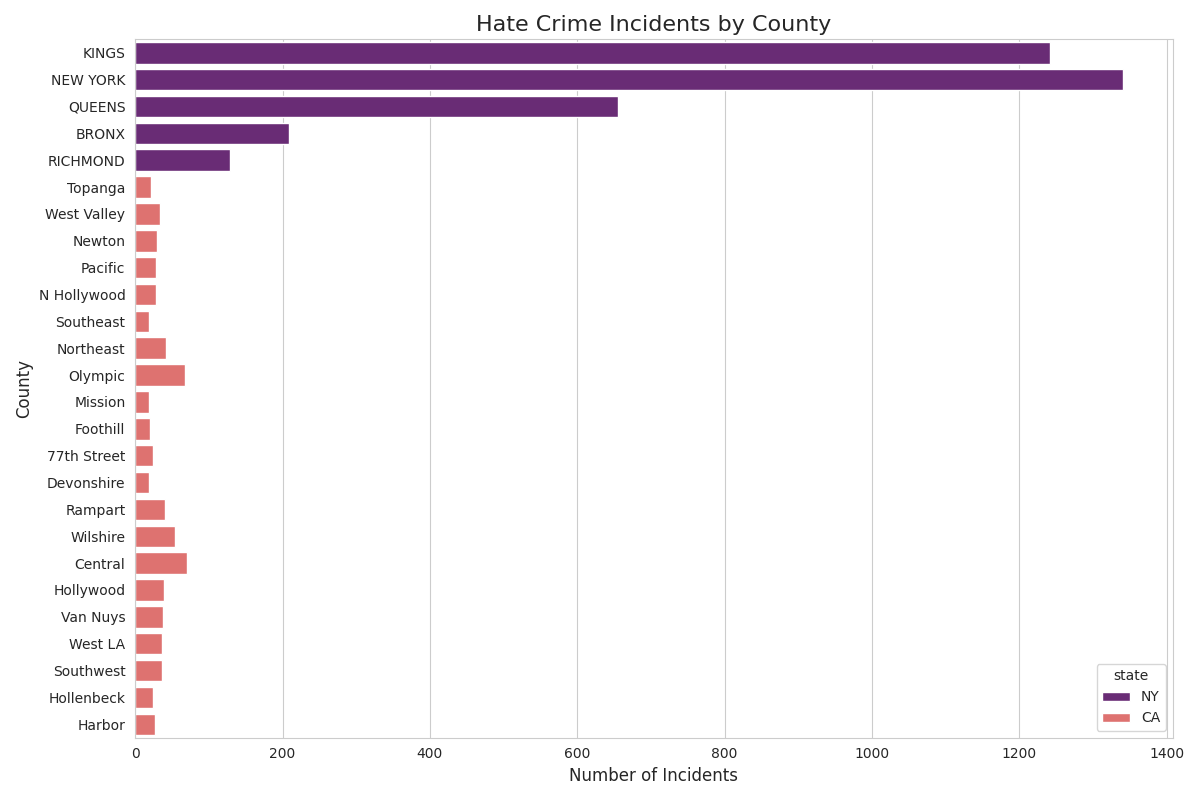 Hate Crime Incidents by County
County
KINGS
NEW YORK
QUEENS
BRONX
RICHMOND
Topanga
West Valley
Newton
Pacific
N Hollywood
Southeast
Northeast
Olympic
Mission
Foothill
77th Street
Devonshire
Rampart
Wilshire
Central
Hollywood
Van Nuys
West LA
Southwest
Hollenbeck
Harbor
state
NY
CA
0 200 400 600 800 1000 1200 1400
Number of Incidents